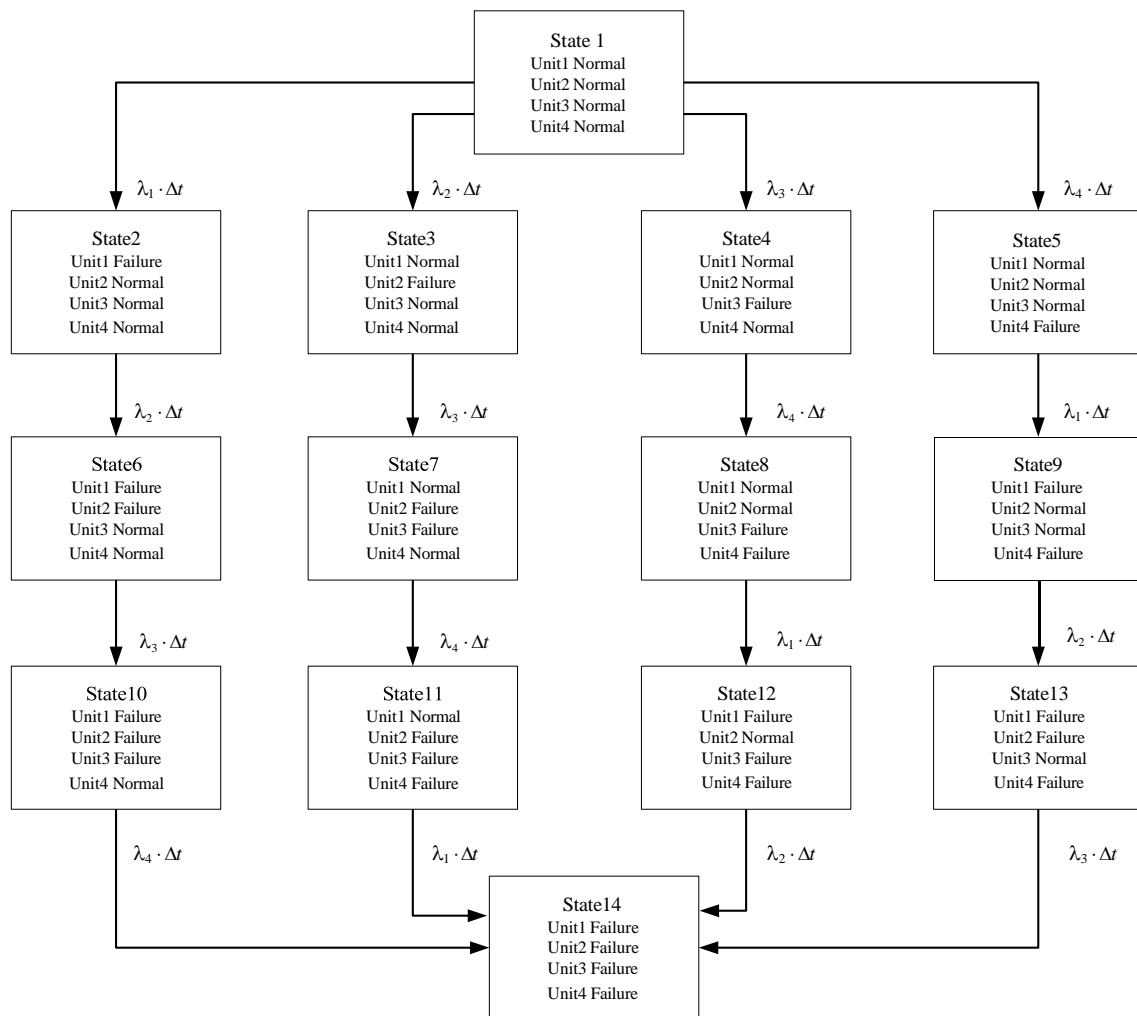 State 1
Unit1 Normal
Unit2 Normal
Unit3 Normal
Unit4 Normal
λ₁ · Δt
λ₂ · Δt
λ₃ · Δt
λ₄ · Δt
State2
Unit1 Failure
Unit2 Normal
Unit3 Normal
Unit4 Normal
State3
Unit1 Normal
Unit2 Failure
Unit3 Normal
Unit4 Normal
State4
Unit1 Normal
Unit2 Normal
Unit3 Failure
Unit4 Normal
State5
Unit1 Normal
Unit2 Normal
Unit3 Normal
Unit4 Failure
λ₂ · Δt
λ₃ · Δt
λ₄ · Δt
λ₁ · Δt
State6
Unit1 Failure
Unit2 Failure
Unit3 Normal
Unit4 Normal
State7
Unit1 Normal
Unit2 Failure
Unit3 Failure
Unit4 Normal
State8
Unit1 Normal
Unit2 Normal
Unit3 Failure
Unit4 Failure
State9
Unit1 Failure
Unit2 Normal
Unit3 Normal
Unit4 Failure
λ₃ · Δt
λ₄ · Δt
λ₁ · Δt
λ₂ · Δt
State10
Unit1 Failure
Unit2 Failure
Unit3 Failure
Unit4 Normal
State11
Unit1 Normal
Unit2 Failure
Unit3 Failure
Unit4 Failure
State12
Unit1 Failure
Unit2 Normal
Unit3 Failure
Unit4 Failure
State13
Unit1 Failure
Unit2 Failure
Unit3 Normal
Unit4 Failure
λ₄ · Δt
λ₁ · Δt
λ₂ · Δt
λ₃ · Δt
State14
Unit1 Failure
Unit2 Failure
Unit3 Failure
Unit4 Failure